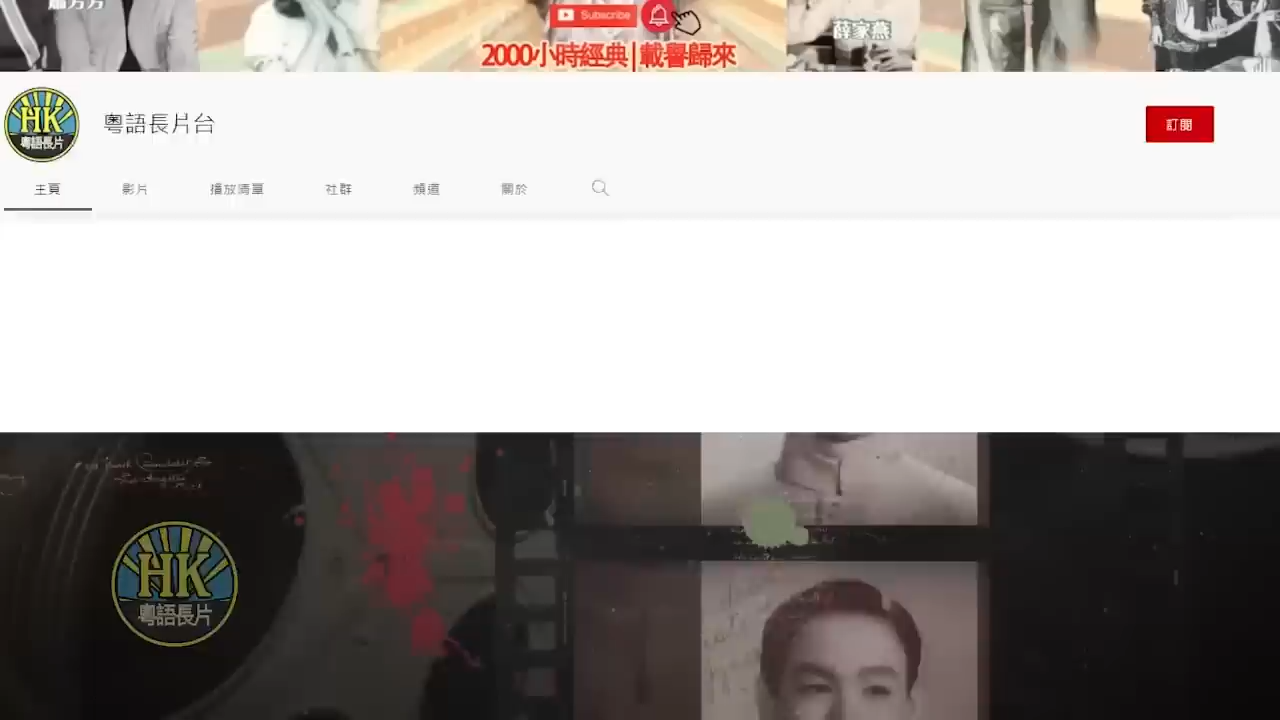 Subscribe
薛家燕
2000小時經典|載譽歸來
HK
粵語長片
粵語長片台
訂閱
主頁
影片
播放清單
社群
頻道
關於
HK
粵語長片